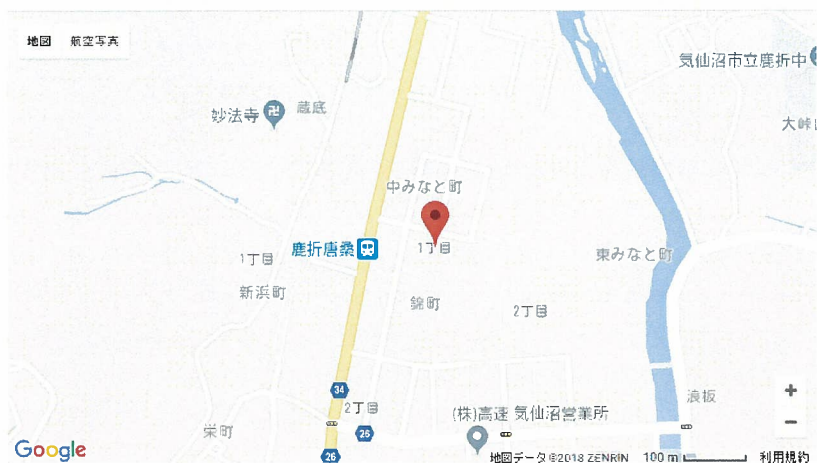 地図 航空写真
気仙沼市立鹿折中
妙法寺
蔵底
中みなと町
鹿折唐桑
1丁目
1丁目
東みなと町
新浜町
錦町
2丁目
34
2丁目
(株)高速 気仙沼営業所
浪板
栄町
26
26
+
−
Google
地図データ ©2018 ZENRIN 100 m 利用規約